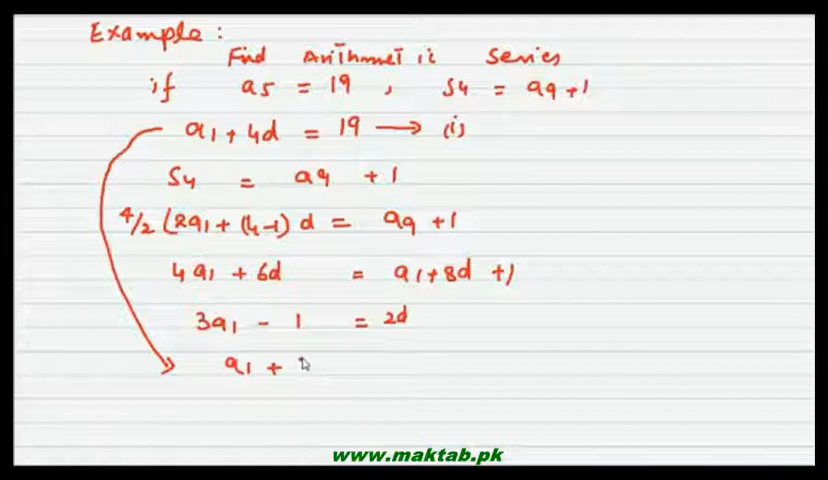 Example :
Find Arithmetic Series
if a5 = 19 , S4 = a9 + 1
a1 + 4d = 19 → (i)
S4 = a9 + 1
4/2 (2a1 + (4-1) d = a9 + 1
4a1 + 6d = a1 + 8d + 1
3a1 - 1 = 2d
a1 +
www.maktab.pk